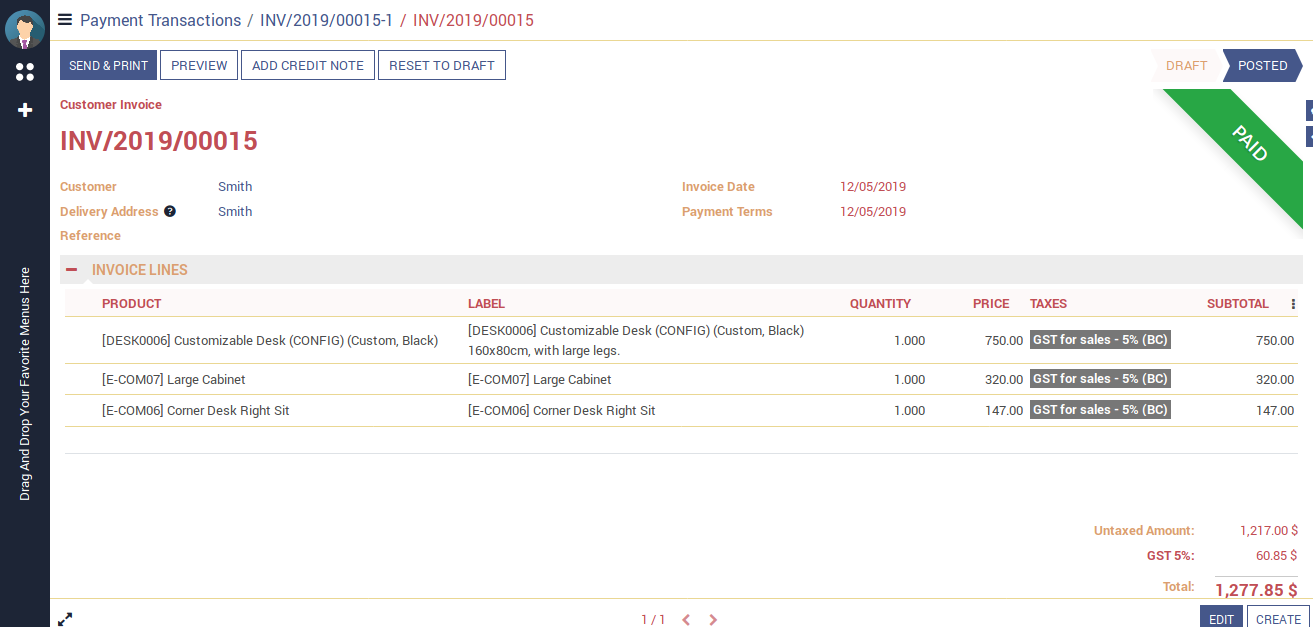 Payment Transactions / INV/2019/00015-1 / INV/2019/00015
SEND & PRINT PREVIEW ADD CREDIT NOTE RESET TO DRAFT DRAFT POSTED
PAID
Customer Invoice
INV/2019/00015
Customer Smith Invoice Date 12/05/2019
Delivery Address ? Smith Payment Terms 12/05/2019
Reference
INVOICE LINES
PRODUCT LABEL QUANTITY PRICE TAXES SUBTOTAL
[DESK0006] Customizable Desk (CONFIG) (Custom, Black) [DESK0006] Customizable Desk (CONFIG) (Custom, Black) 1.000 750.00 GST for sales - 5% (BC) 750.00
160x80cm, with large legs.
[E-COM07] Large Cabinet [E-COM07] Large Cabinet 1.000 320.00 GST for sales - 5% (BC) 320.00
[E-COM06] Corner Desk Right Sit [E-COM06] Corner Desk Right Sit 1.000 147.00 GST for sales - 5% (BC) 147.00
Untaxed Amount: 1,217.00 $
GST 5%: 60.85 $
Total: 1,277.85 $
1 / 1
EDIT CREATE
Drag And Drop Your Favorite Menus Here